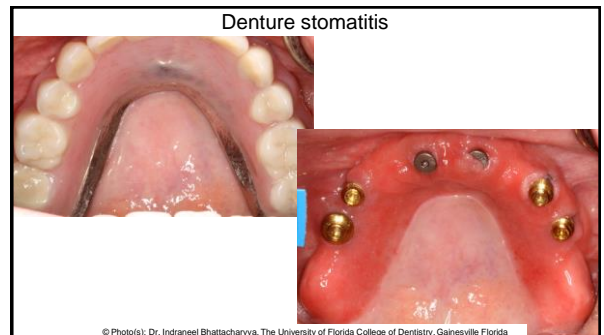 Denture stomatitis
© Photo(s): Dr. Indraneel Bhattacharyya, The University of Florida College of Dentistry, Gainesville Florida